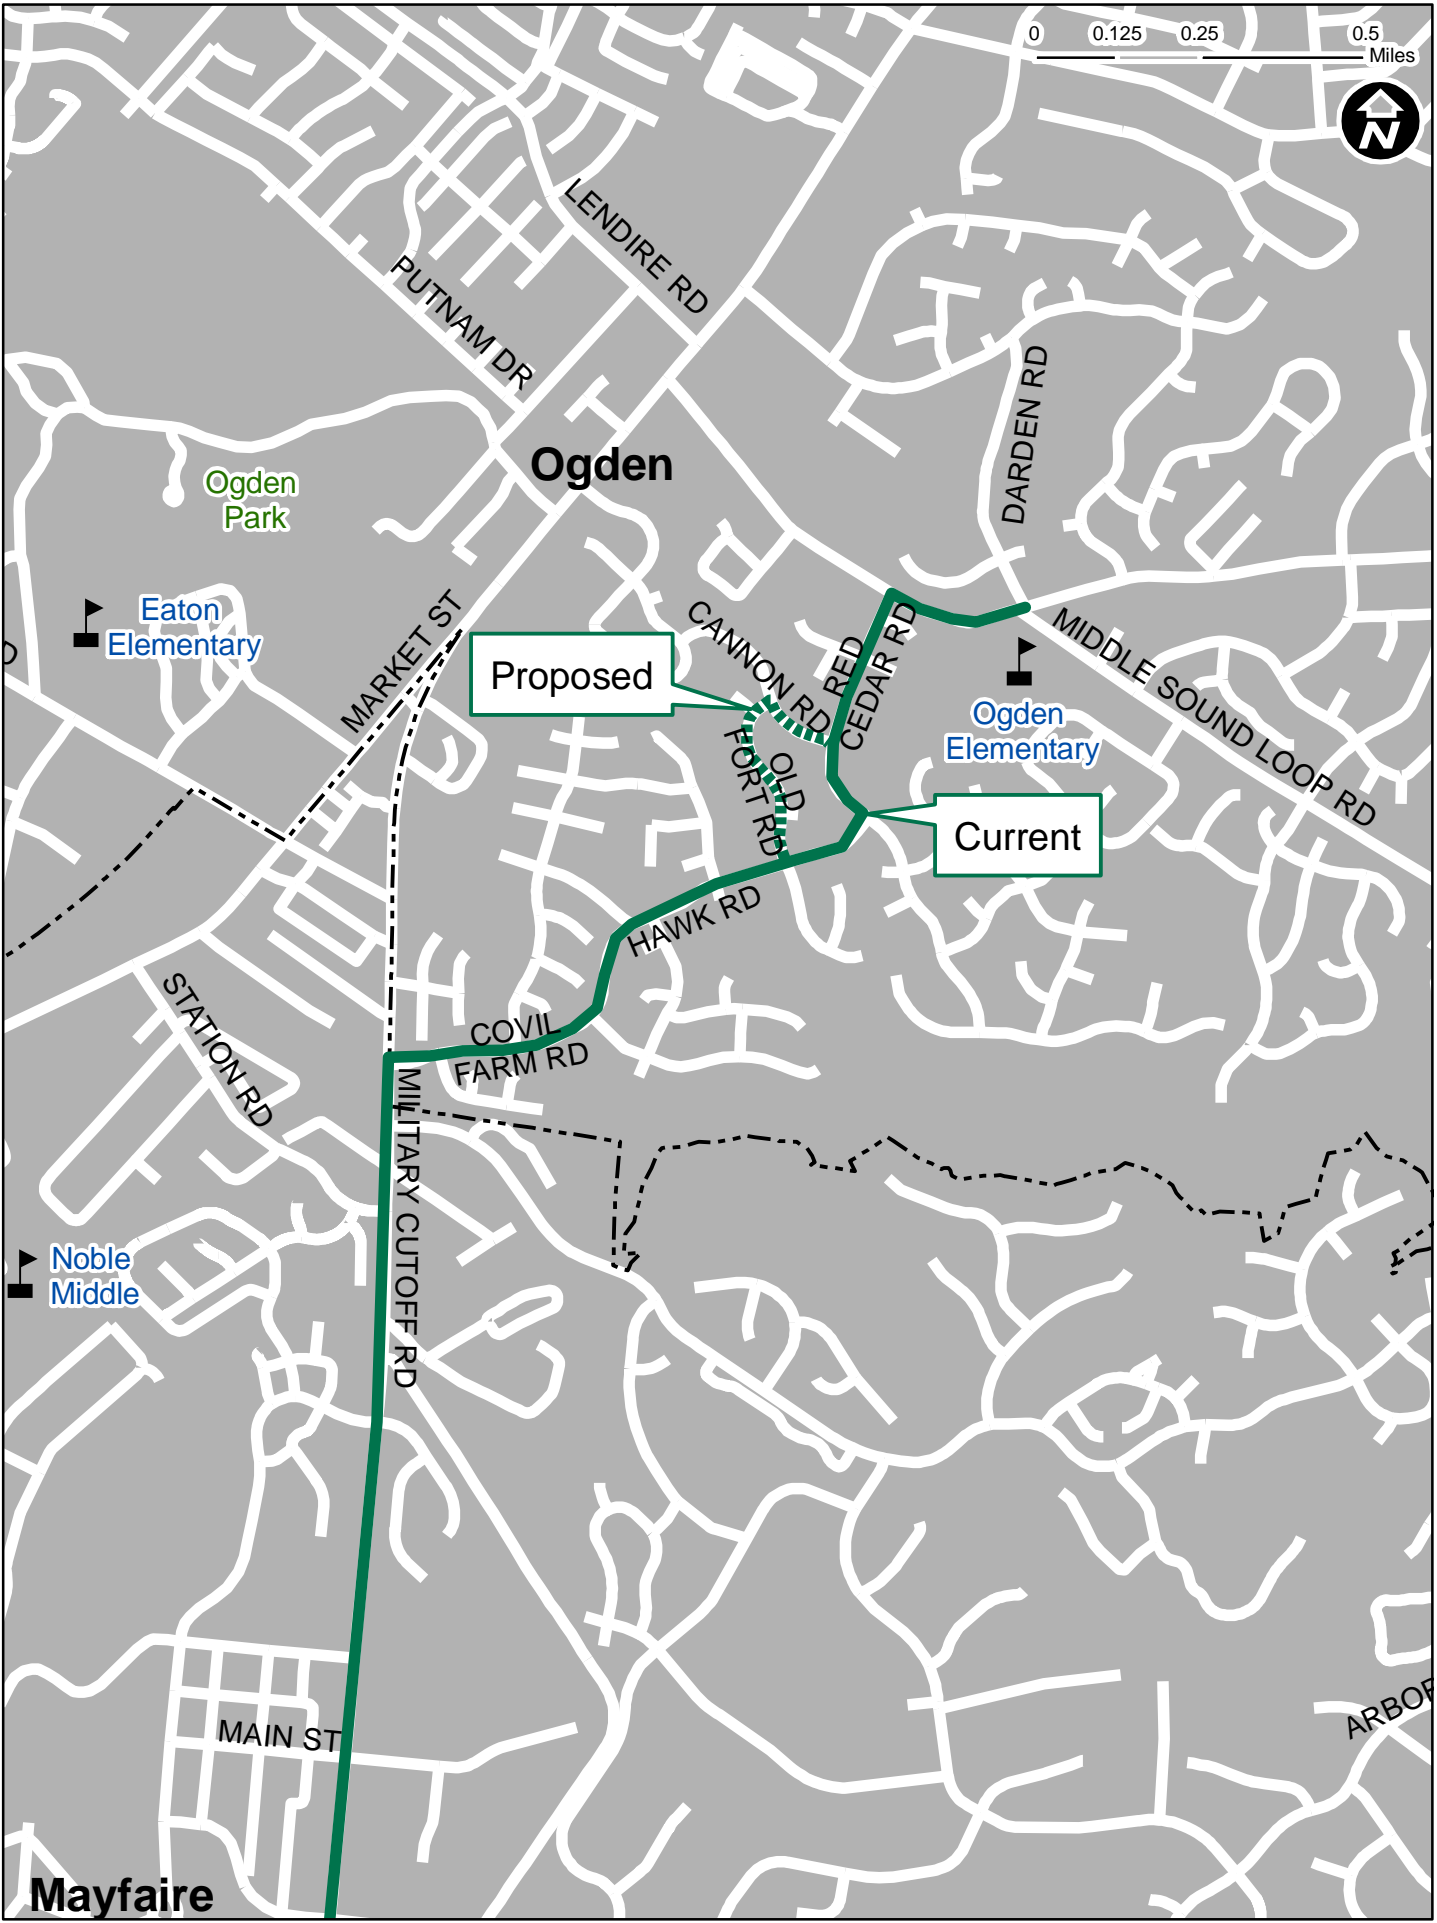 0 0.125 0.25 0.5
Miles
N
LENDIRE RD
PUTNAM DR
DARDEN RD
Ogden
Ogden
Park
MARKET ST
Eaton
Elementary
CANNON RD
RED
CEDAR RD
MIDDLE SOUND LOOP RD
Proposed
Ogden
Elementary
OLD
FORT RD
Current
HAWK RD
STATION RD
COVIL
FARM RD
MILITARY CUTOFF RD
Noble
Middle
MAIN ST
Mayfaire